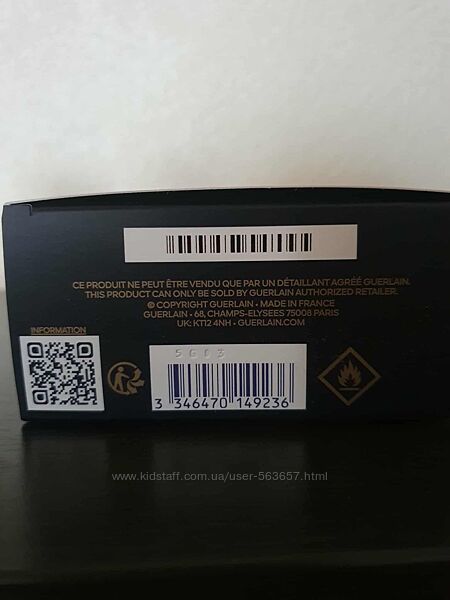 CE PRODUIT NE PEUT ÊTRE VENDU QUE PAR UN DÉTAILLANT AGRÉÉ GUERLAIN.
THIS PRODUCT CAN ONLY BE SOLD BY GUERLAIN AUTHORIZED RETAILER.
© COPYRIGHT GUERLAIN • MADE IN FRANCE
GUERLAIN • 68, CHAMPS-ELYSEES 75008 PARIS
UK: KT12 4NH • GUERLAIN.COM
INFORMATION
5G03
3 346470 149236
www.kidstaff.com.ua/user-563657.html